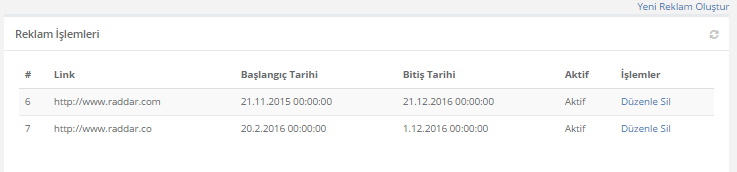 Yeni Reklam Oluştur
Reklam İşlemleri
# Link Başlangıç Tarihi Bitiş Tarihi Aktif İşlemler
6 http://www.raddar.com 21.11.2015 00:00:00 21.12.2016 00:00:00 Aktif Düzenle Sil
7 http://www.raddar.co 20.2.2016 00:00:00 1.12.2016 00:00:00 Aktif Düzenle Sil